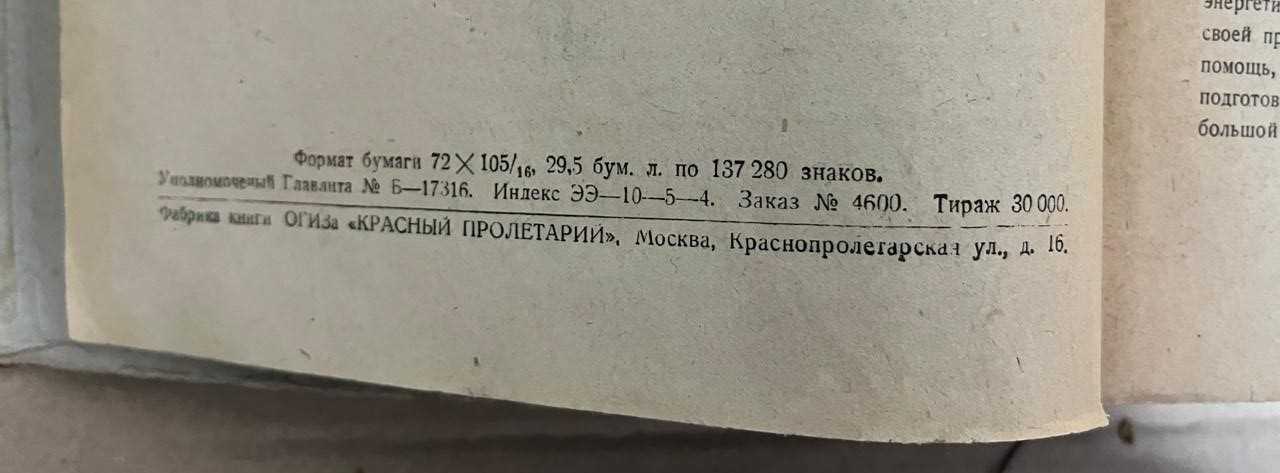 Формат бумаги 72×105/16, 29,5 бум. л. по 137 280 знаков.
Уполномоченый Главлита № Б—17316. Индекс ЭЭ—10—5—4. Заказ № 4600. Тираж 30 000.
Фабрика книги ОГИЗа «КРАСНЫЙ ПРОЛЕТАРИЙ», Москва, Краснопролетарская ул., д. 16.
энергети
своей пр
помощь,
подготов
большой